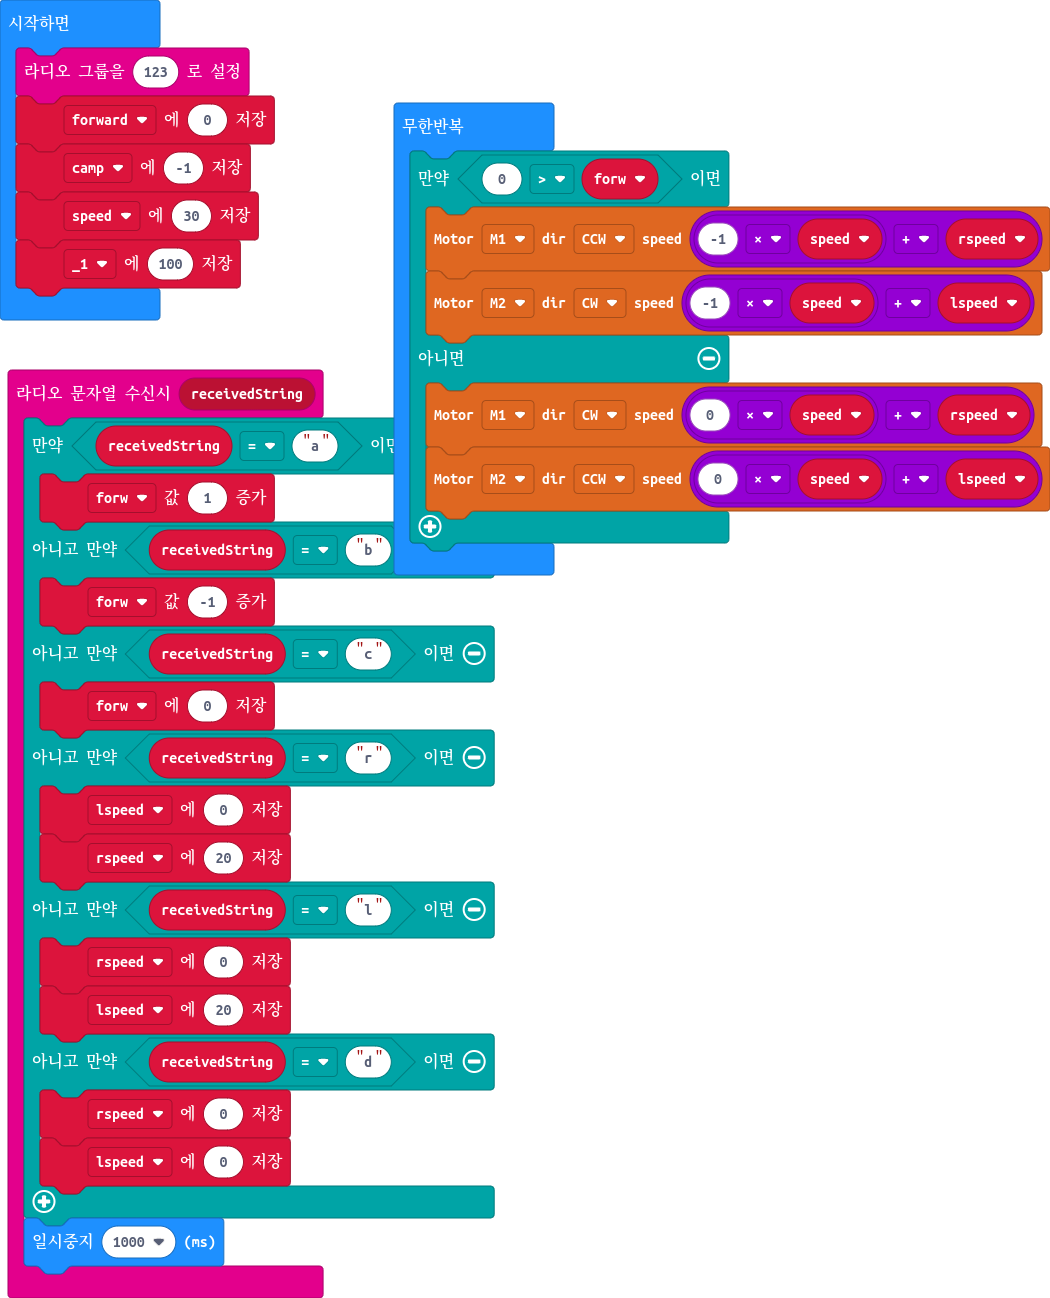 시작하면
라디오 그룹을 123 로 설정
forward 에 0 저장
camp 에 -1 저장
speed 에 30 저장
_1 에 100 저장
무한반복
만약 0 > forw 이면
Motor M1 dir CCW speed -1 × speed + rspeed
Motor M2 dir CW speed -1 × speed + lspeed
아니면
Motor M1 dir CW speed 0 × speed + rspeed
Motor M2 dir CCW speed 0 × speed + lspeed
라디오 문자열 수신시 receivedString
만약 receivedString = "a" 이면
forw 값 1 증가
아니고 만약 receivedString = "b"
forw 값 -1 증가
아니고 만약 receivedString = "c" 이면
forw 에 0 저장
아니고 만약 receivedString = "r" 이면
lspeed 에 0 저장
rspeed 에 20 저장
아니고 만약 receivedString = "l" 이면
rspeed 에 0 저장
lspeed 에 20 저장
아니고 만약 receivedString = "d" 이면
rspeed 에 0 저장
lspeed 에 0 저장
일시중지 1000 (ms)